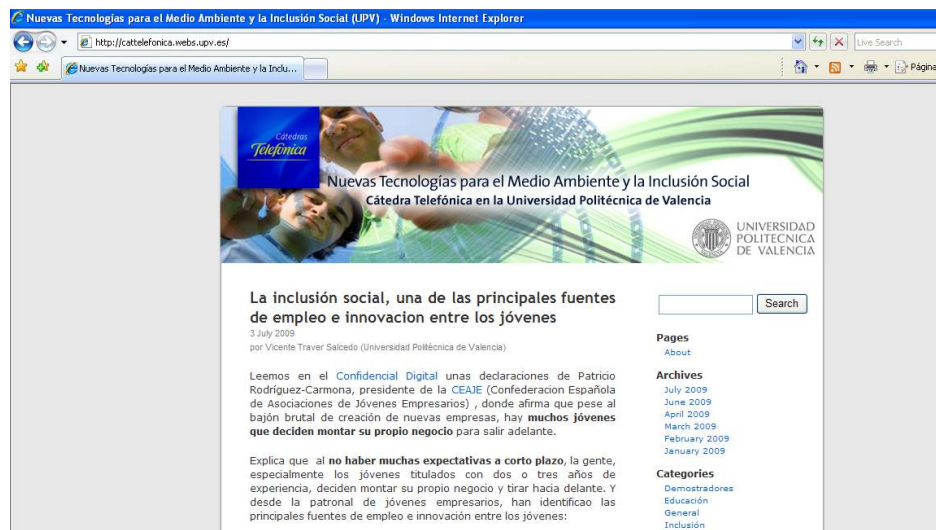 Nuevas Tecnologías para el Medio Ambiente y la Inclusión Social (UPV) - Windows Internet Explorer
http://cattelefonica.webs.upv.es/
Live Search
Nuevas Tecnologías para el Medio Ambiente y la Inclu...
Página
Cátedras
Telefónica
Nuevas Tecnologías para el Medio Ambiente y la Inclusión Social
Cátedra Telefónica en la Universidad Politécnica de Valencia
UNIVERSIDAD
POLITECNICA
DE VALENCIA
La inclusión social, una de las principales fuentes
de empleo e innovacion entre los jóvenes
3 July 2009
por Vicente Traver Salcedo (Universidad Politécnica de Valencia)
Leemos en el Confidencial Digital unas declaraciones de Patricio
Rodríguez-Carmona, presidente de la CEAJE (Confederacion Española
de Asociaciones de Jóvenes Empresarios) , donde afirma que pese al
bajón brutal de creación de nuevas empresas, hay muchos jóvenes
que deciden montar su propio negocio para salir adelante.
Explica que al no haber muchas expectativas a corto plazo, la gente,
especialmente los jóvenes titulados con dos o tres años de
experiencia, deciden montar su propio negocio y tirar hacia delante. Y
desde la patronal de jóvenes empresarios, han identificao las
principales fuentes de empleo e innovación entre los jóvenes:
Search
Pages
About
Archives
July 2009
June 2009
April 2009
March 2009
February 2009
January 2009
Categories
Demostradores
Educación
General
Inclusión